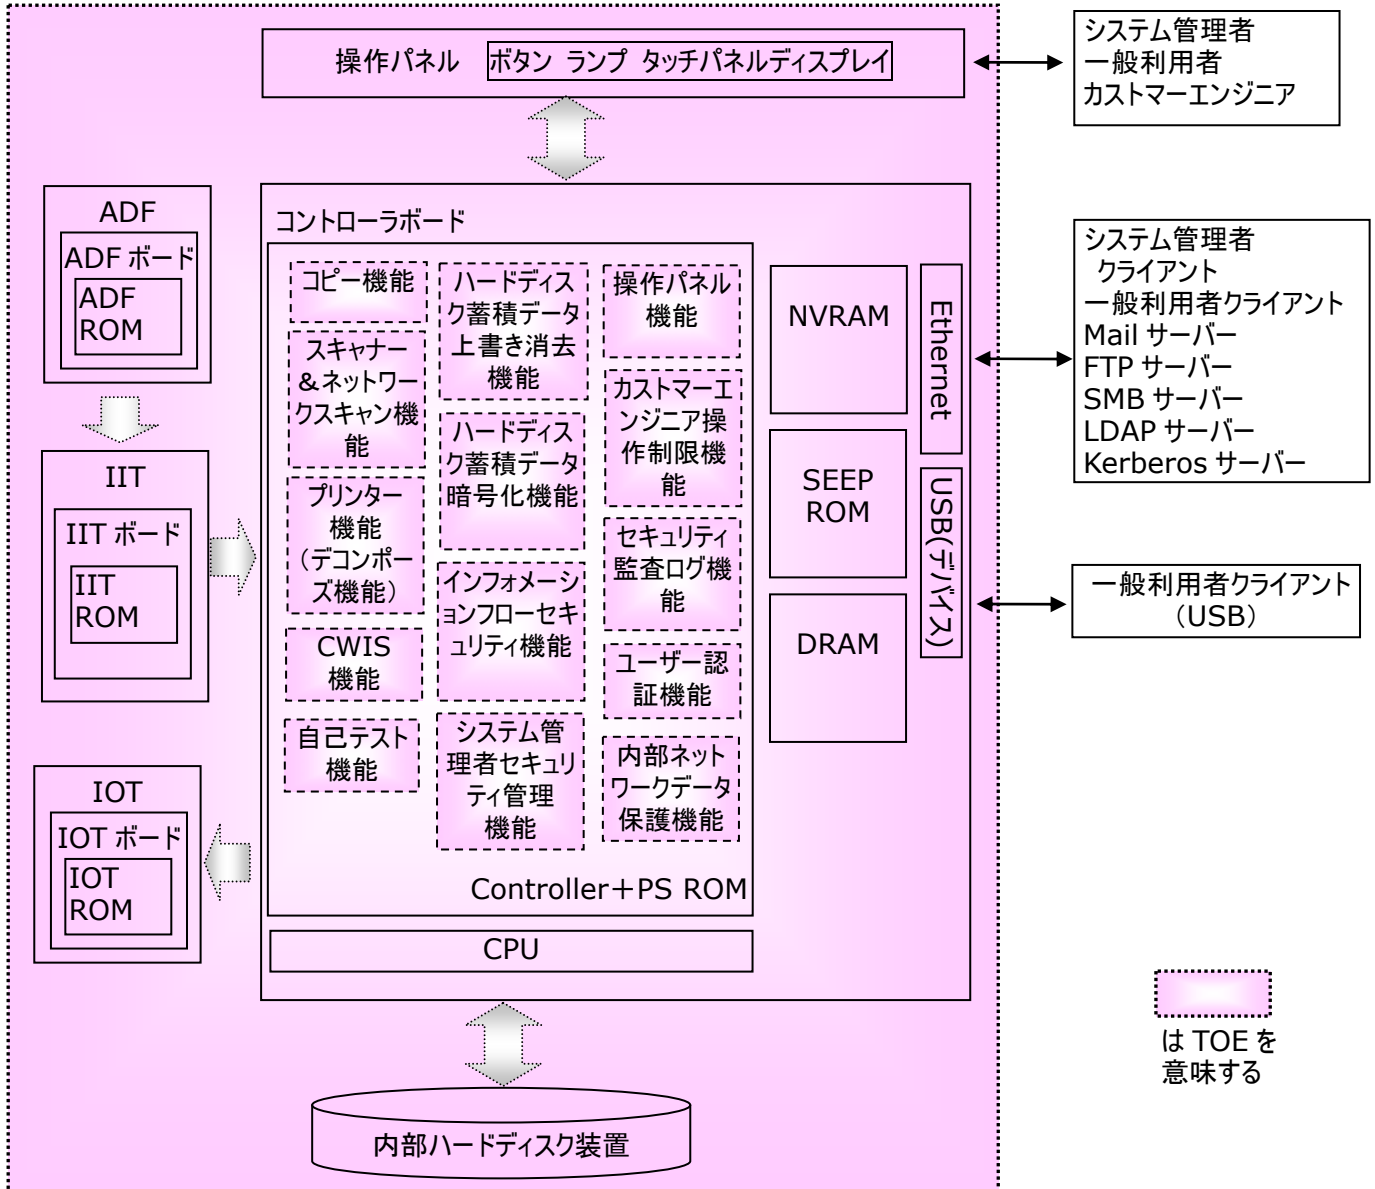 操作パネル ボタン ランプ タッチパネルディスプレイ
システム管理者
一般利用者
カストマーエンジニア
ADF
ADF ボード
ADF
ROM
IIT
IIT ボード
IIT
ROM
IOT
IOT ボード
IOT
ROM
コントローラボード
コピー機能
スキャナー
＆ネットワー
クスキャン機
能
プリンター
機能
（デコンポー
ズ機能）
CWIS
機能
自己テスト
機能
ハードディス
ク蓄積データ
上書き消去
機能
ハードディス
ク蓄積データ
暗号化機能
インフォメーシ
ョンフローセキ
ュリティ機能
システム管
理者セキュリ
ティ管理
機能
操作パネル
機能
カストマーエ
ンジニア操
作制限機
能
セキュリティ
監査ログ機
能
ユーザー認
証機能
内部ネット
ワークデータ
保護機能
Controller＋PS ROM
CPU
NVRAM
SEEP
ROM
DRAM
Ethernet
USB(デバイス)
システム管理者
クライアント
一般利用者クライアント
Mail サーバー
FTP サーバー
SMB サーバー
LDAP サーバー
Kerberos サーバー
一般利用者クライアント
（USB）
内部ハードディスク装置
は TOE を
意味する